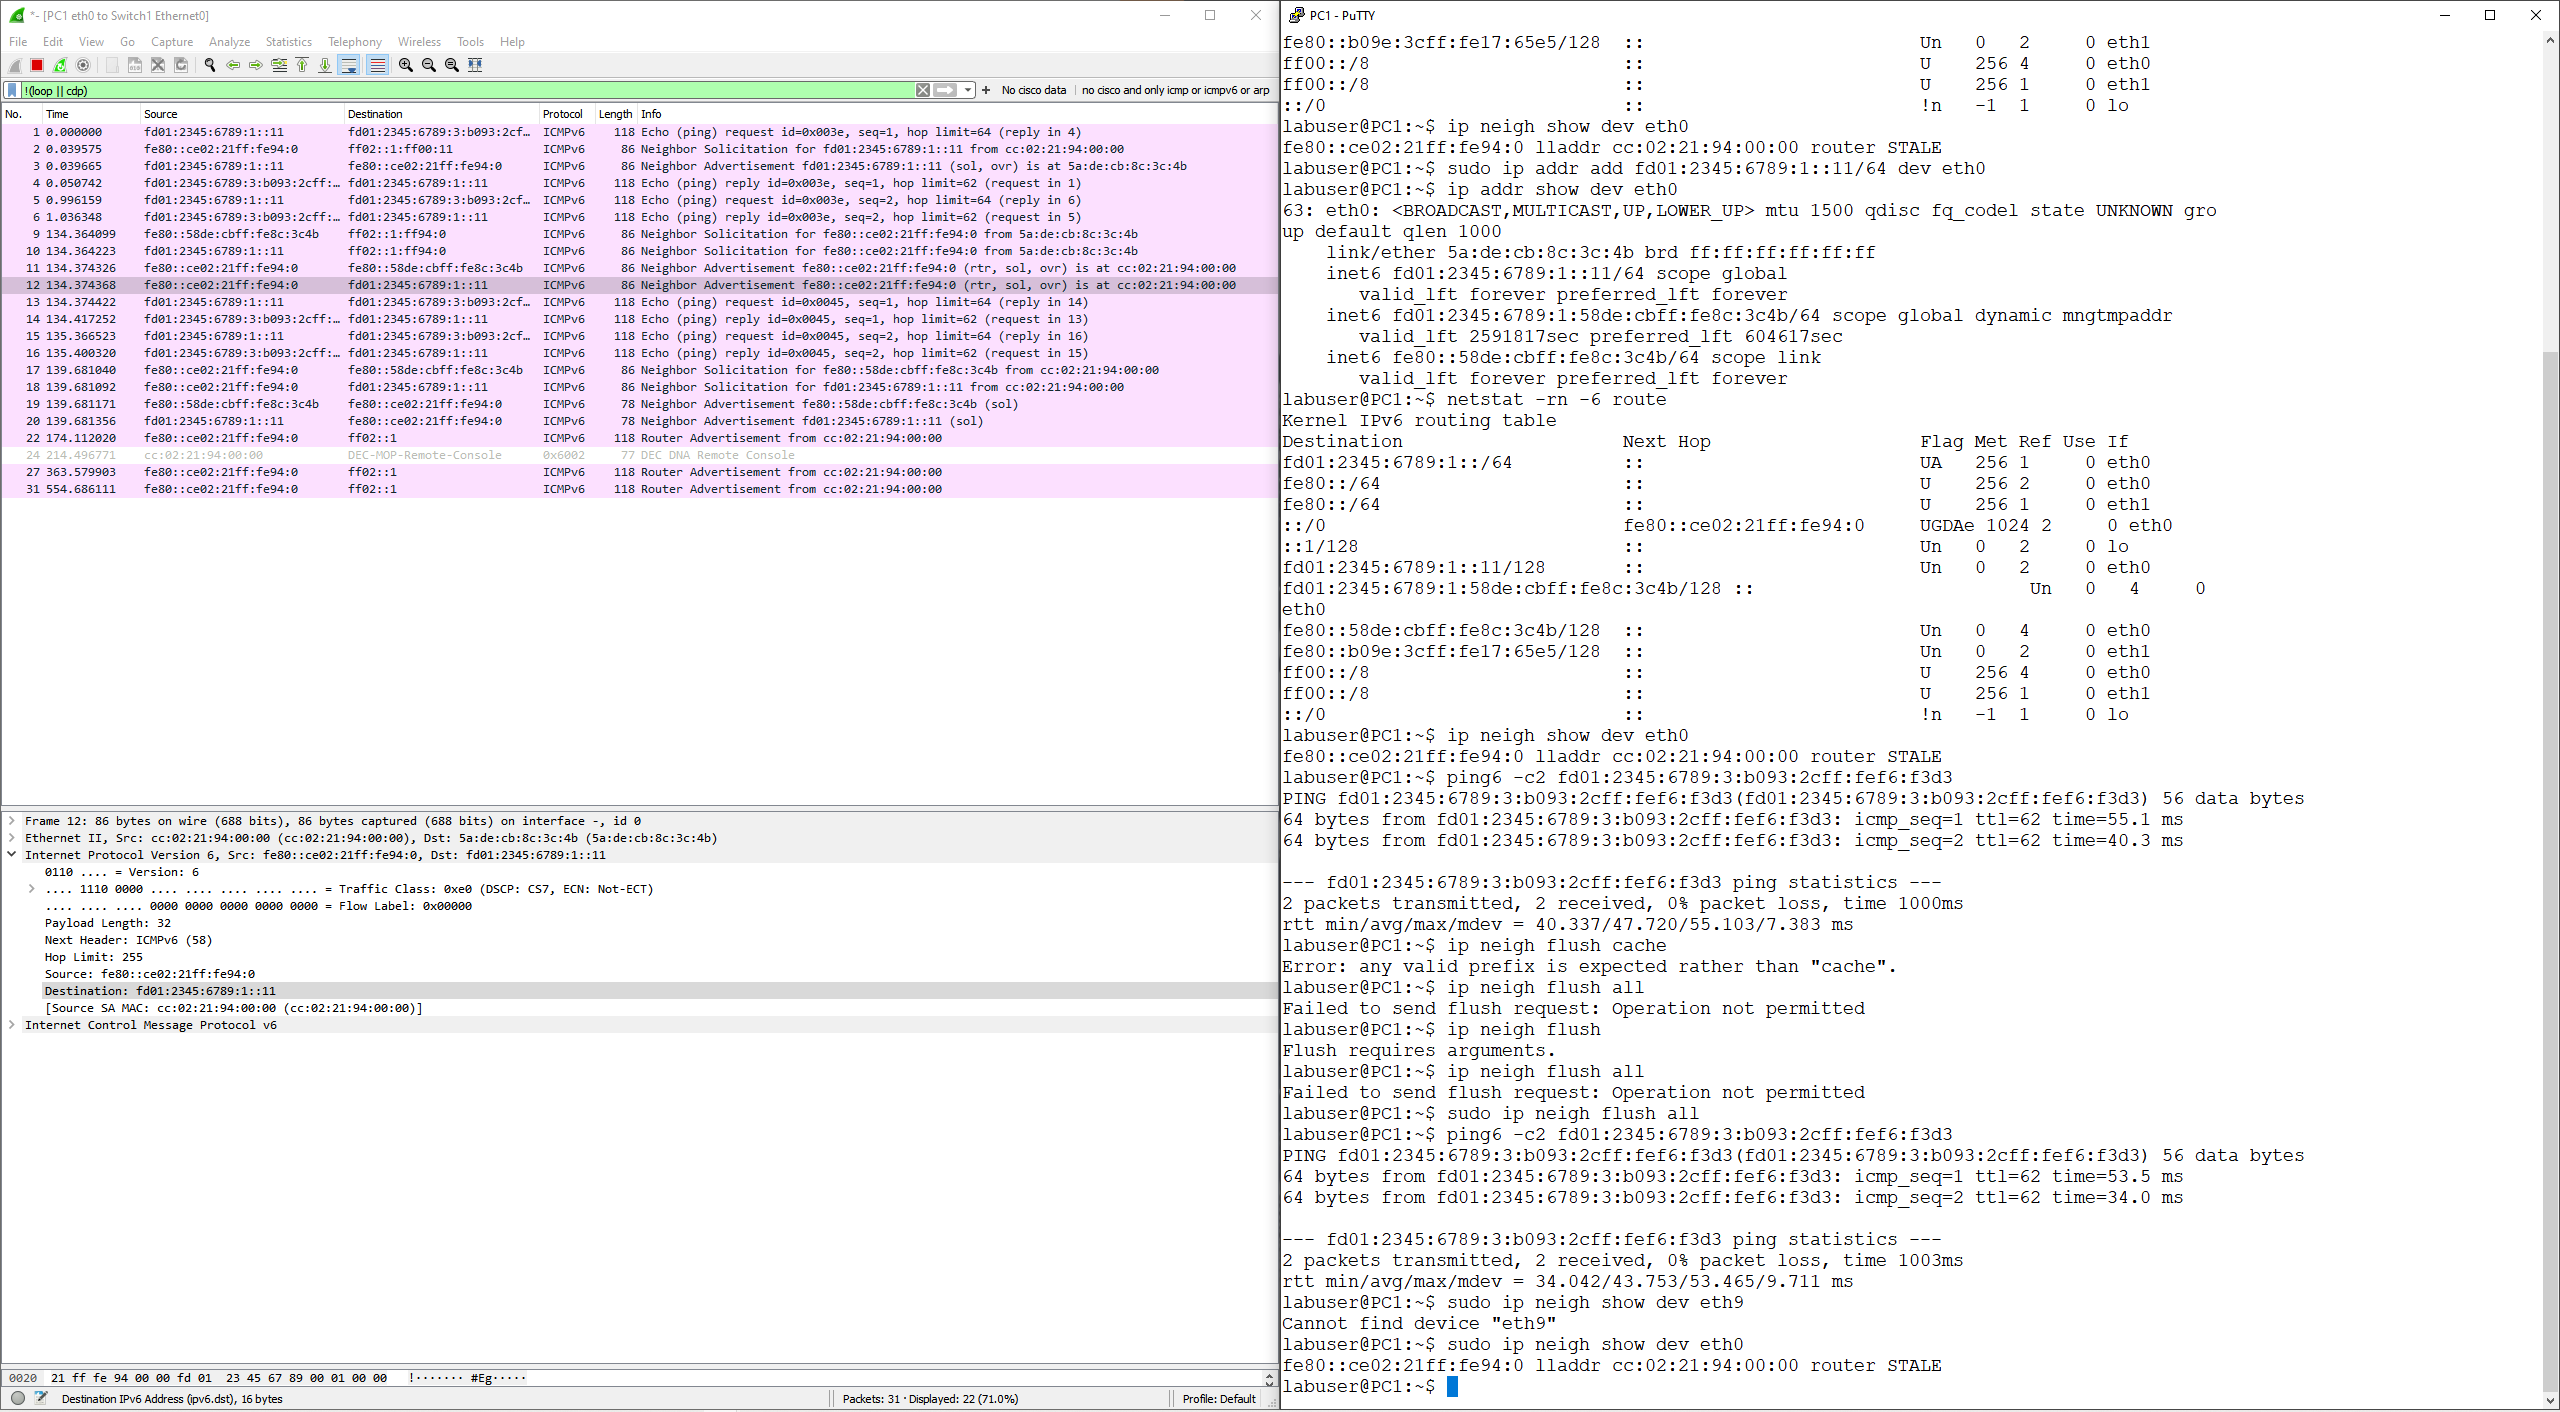 *- [PC1 eth0 to Switch1 Ethernet0]
File Edit View Go Capture Analyze Statistics Telephony Wireless Tools Help
!(loop || cdp)
No cisco data
no cisco and only icmp or icmpv6 or arp
No. Time Source Destination Protocol Length Info
1 0.000000 fd01:2345:6789:1::11 fd01:2345:6789:3:b093:2cf… ICMPv6 118 Echo (ping) request id=0x003e, seq=1, hop limit=64 (reply in 4)
2 0.039575 fe80::ce02:21ff:fe94:0 ff02::1:ff00:11 ICMPv6 86 Neighbor Solicitation for fd01:2345:6789:1::11 from cc:02:21:94:00:00
3 0.039665 fd01:2345:6789:1::11 fe80::ce02:21ff:fe94:0 ICMPv6 86 Neighbor Advertisement fd01:2345:6789:1::11 (sol, ovr) is at 5a:de:cb:8c:3c:4b
4 0.050742 fd01:2345:6789:3:b093:2cff:… fd01:2345:6789:1::11 ICMPv6 118 Echo (ping) reply id=0x003e, seq=1, hop limit=62 (request in 1)
5 0.996159 fd01:2345:6789:1::11 fd01:2345:6789:3:b093:2cf… ICMPv6 118 Echo (ping) request id=0x003e, seq=2, hop limit=64 (reply in 6)
6 1.036348 fd01:2345:6789:3:b093:2cff:… fd01:2345:6789:1::11 ICMPv6 118 Echo (ping) reply id=0x003e, seq=2, hop limit=62 (request in 5)
9 134.364099 fe80::58de:cbff:fe8c:3c4b ff02::1:ff94:0 ICMPv6 86 Neighbor Solicitation for fe80::ce02:21ff:fe94:0 from 5a:de:cb:8c:3c:4b
10 134.364223 fd01:2345:6789:1::11 ff02::1:ff94:0 ICMPv6 86 Neighbor Solicitation for fe80::ce02:21ff:fe94:0 from 5a:de:cb:8c:3c:4b
11 134.374326 fe80::ce02:21ff:fe94:0 fe80::58de:cbff:fe8c:3c4b ICMPv6 86 Neighbor Advertisement fe80::ce02:21ff:fe94:0 (rtr, sol, ovr) is at cc:02:21:94:00:00
12 134.374368 fe80::ce02:21ff:fe94:0 fd01:2345:6789:1::11 ICMPv6 86 Neighbor Advertisement fe80::ce02:21ff:fe94:0 (rtr, sol, ovr) is at cc:02:21:94:00:00
13 134.374422 fd01:2345:6789:1::11 fd01:2345:6789:3:b093:2cf… ICMPv6 118 Echo (ping) request id=0x0045, seq=1, hop limit=64 (reply in 14)
14 134.417252 fd01:2345:6789:3:b093:2cff:… fd01:2345:6789:1::11 ICMPv6 118 Echo (ping) reply id=0x0045, seq=1, hop limit=62 (request in 13)
15 135.366523 fd01:2345:6789:1::11 fd01:2345:6789:3:b093:2cf… ICMPv6 118 Echo (ping) request id=0x0045, seq=2, hop limit=64 (reply in 16)
16 135.400320 fd01:2345:6789:3:b093:2cff:… fd01:2345:6789:1::11 ICMPv6 118 Echo (ping) reply id=0x0045, seq=2, hop limit=62 (request in 15)
17 139.681040 fe80::ce02:21ff:fe94:0 fe80::58de:cbff:fe8c:3c4b ICMPv6 86 Neighbor Solicitation for fe80::58de:cbff:fe8c:3c4b from cc:02:21:94:00:00
18 139.681092 fe80::ce02:21ff:fe94:0 fd01:2345:6789:1::11 ICMPv6 86 Neighbor Solicitation for fd01:2345:6789:1::11 from cc:02:21:94:00:00
19 139.681171 fe80::58de:cbff:fe8c:3c4b fe80::ce02:21ff:fe94:0 ICMPv6 78 Neighbor Advertisement fe80::58de:cbff:fe8c:3c4b (sol)
20 139.681356 fd01:2345:6789:1::11 fe80::ce02:21ff:fe94:0 ICMPv6 78 Neighbor Advertisement fd01:2345:6789:1::11 (sol)
22 174.112020 fe80::ce02:21ff:fe94:0 ff02::1 ICMPv6 118 Router Advertisement from cc:02:21:94:00:00
24 214.496771 cc:02:21:94:00:00 DEC-MOP-Remote-Console 0x6002 77 DEC DNA Remote Console
27 363.579903 fe80::ce02:21ff:fe94:0 ff02::1 ICMPv6 118 Router Advertisement from cc:02:21:94:00:00
31 554.686111 fe80::ce02:21ff:fe94:0 ff02::1 ICMPv6 118 Router Advertisement from cc:02:21:94:00:00
Frame 12: 86 bytes on wire (688 bits), 86 bytes captured (688 bits) on interface -, id 0
Ethernet II, Src: cc:02:21:94:00:00 (cc:02:21:94:00:00), Dst: 5a:de:cb:8c:3c:4b (5a:de:cb:8c:3c:4b)
Internet Protocol Version 6, Src: fe80::ce02:21ff:fe94:0, Dst: fd01:2345:6789:1::11
0110 .... = Version: 6
.... 1110 0000 .... .... .... .... .... = Traffic Class: 0xe0 (DSCP: CS7, ECN: Not-ECT)
.... .... .... 0000 0000 0000 0000 0000 = Flow Label: 0x00000
Payload Length: 32
Next Header: ICMPv6 (58)
Hop Limit: 255
Source: fe80::ce02:21ff:fe94:0
Destination: fd01:2345:6789:1::11
[Source SA MAC: cc:02:21:94:00:00 (cc:02:21:94:00:00)]
Internet Control Message Protocol v6
0020 21 ff fe 94 00 00 fd 01 23 45 67 89 00 01 00 00 !······· #Eg·····
Destination IPv6 Address (ipv6.dst), 16 bytes
Packets: 31 · Displayed: 22 (71.0%)
Profile: Default
PC1 - PuTTY
fe80::b09e:3cff:fe17:65e5/128 :: Un 0 2 0 eth1
ff00::/8 :: U 256 4 0 eth0
ff00::/8 :: U 256 1 0 eth1
::/0 :: !n -1 1 0 lo
labuser@PC1:~$ ip neigh show dev eth0
fe80::ce02:21ff:fe94:0 lladdr cc:02:21:94:00:00 router STALE
labuser@PC1:~$ sudo ip addr add fd01:2345:6789:1::11/64 dev eth0
labuser@PC1:~$ ip addr show dev eth0
63: eth0: <BROADCAST,MULTICAST,UP,LOWER_UP> mtu 1500 qdisc fq_codel state UNKNOWN gro
up default qlen 1000
link/ether 5a:de:cb:8c:3c:4b brd ff:ff:ff:ff:ff:ff
inet6 fd01:2345:6789:1::11/64 scope global
valid_lft forever preferred_lft forever
inet6 fd01:2345:6789:1:58de:cbff:fe8c:3c4b/64 scope global dynamic mngtmpaddr
valid_lft 2591817sec preferred_lft 604617sec
inet6 fe80::58de:cbff:fe8c:3c4b/64 scope link
valid_lft forever preferred_lft forever
labuser@PC1:~$ netstat -rn -6 route
Kernel IPv6 routing table
Destination Next Hop Flag Met Ref Use If
fd01:2345:6789:1::/64 :: UA 256 1 0 eth0
fe80::/64 :: U 256 2 0 eth0
fe80::/64 :: U 256 1 0 eth1
::/0 fe80::ce02:21ff:fe94:0 UGDAe 1024 2 0 eth0
::1/128 :: Un 0 2 0 lo
fd01:2345:6789:1::11/128 :: Un 0 2 0 eth0
fd01:2345:6789:1:58de:cbff:fe8c:3c4b/128 :: Un 0 4 0
eth0
fe80::58de:cbff:fe8c:3c4b/128 :: Un 0 4 0 eth0
fe80::b09e:3cff:fe17:65e5/128 :: Un 0 2 0 eth1
ff00::/8 :: U 256 4 0 eth0
ff00::/8 :: U 256 1 0 eth1
::/0 :: !n -1 1 0 lo
labuser@PC1:~$ ip neigh show dev eth0
fe80::ce02:21ff:fe94:0 lladdr cc:02:21:94:00:00 router STALE
labuser@PC1:~$ ping6 -c2 fd01:2345:6789:3:b093:2cff:fef6:f3d3
PING fd01:2345:6789:3:b093:2cff:fef6:f3d3(fd01:2345:6789:3:b093:2cff:fef6:f3d3) 56 data bytes
64 bytes from fd01:2345:6789:3:b093:2cff:fef6:f3d3: icmp_seq=1 ttl=62 time=55.1 ms
64 bytes from fd01:2345:6789:3:b093:2cff:fef6:f3d3: icmp_seq=2 ttl=62 time=40.3 ms
--- fd01:2345:6789:3:b093:2cff:fef6:f3d3 ping statistics ---
2 packets transmitted, 2 received, 0% packet loss, time 1000ms
rtt min/avg/max/mdev = 40.337/47.720/55.103/7.383 ms
labuser@PC1:~$ ip neigh flush cache
Error: any valid prefix is expected rather than "cache".
labuser@PC1:~$ ip neigh flush all
Failed to send flush request: Operation not permitted
labuser@PC1:~$ ip neigh flush
Flush requires arguments.
labuser@PC1:~$ ip neigh flush all
Failed to send flush request: Operation not permitted
labuser@PC1:~$ sudo ip neigh flush all
labuser@PC1:~$ ping6 -c2 fd01:2345:6789:3:b093:2cff:fef6:f3d3
PING fd01:2345:6789:3:b093:2cff:fef6:f3d3(fd01:2345:6789:3:b093:2cff:fef6:f3d3) 56 data bytes
64 bytes from fd01:2345:6789:3:b093:2cff:fef6:f3d3: icmp_seq=1 ttl=62 time=53.5 ms
64 bytes from fd01:2345:6789:3:b093:2cff:fef6:f3d3: icmp_seq=2 ttl=62 time=34.0 ms
--- fd01:2345:6789:3:b093:2cff:fef6:f3d3 ping statistics ---
2 packets transmitted, 2 received, 0% packet loss, time 1003ms
rtt min/avg/max/mdev = 34.042/43.753/53.465/9.711 ms
labuser@PC1:~$ sudo ip neigh show dev eth9
Cannot find device "eth9"
labuser@PC1:~$ sudo ip neigh show dev eth0
fe80::ce02:21ff:fe94:0 lladdr cc:02:21:94:00:00 router STALE
labuser@PC1:~$